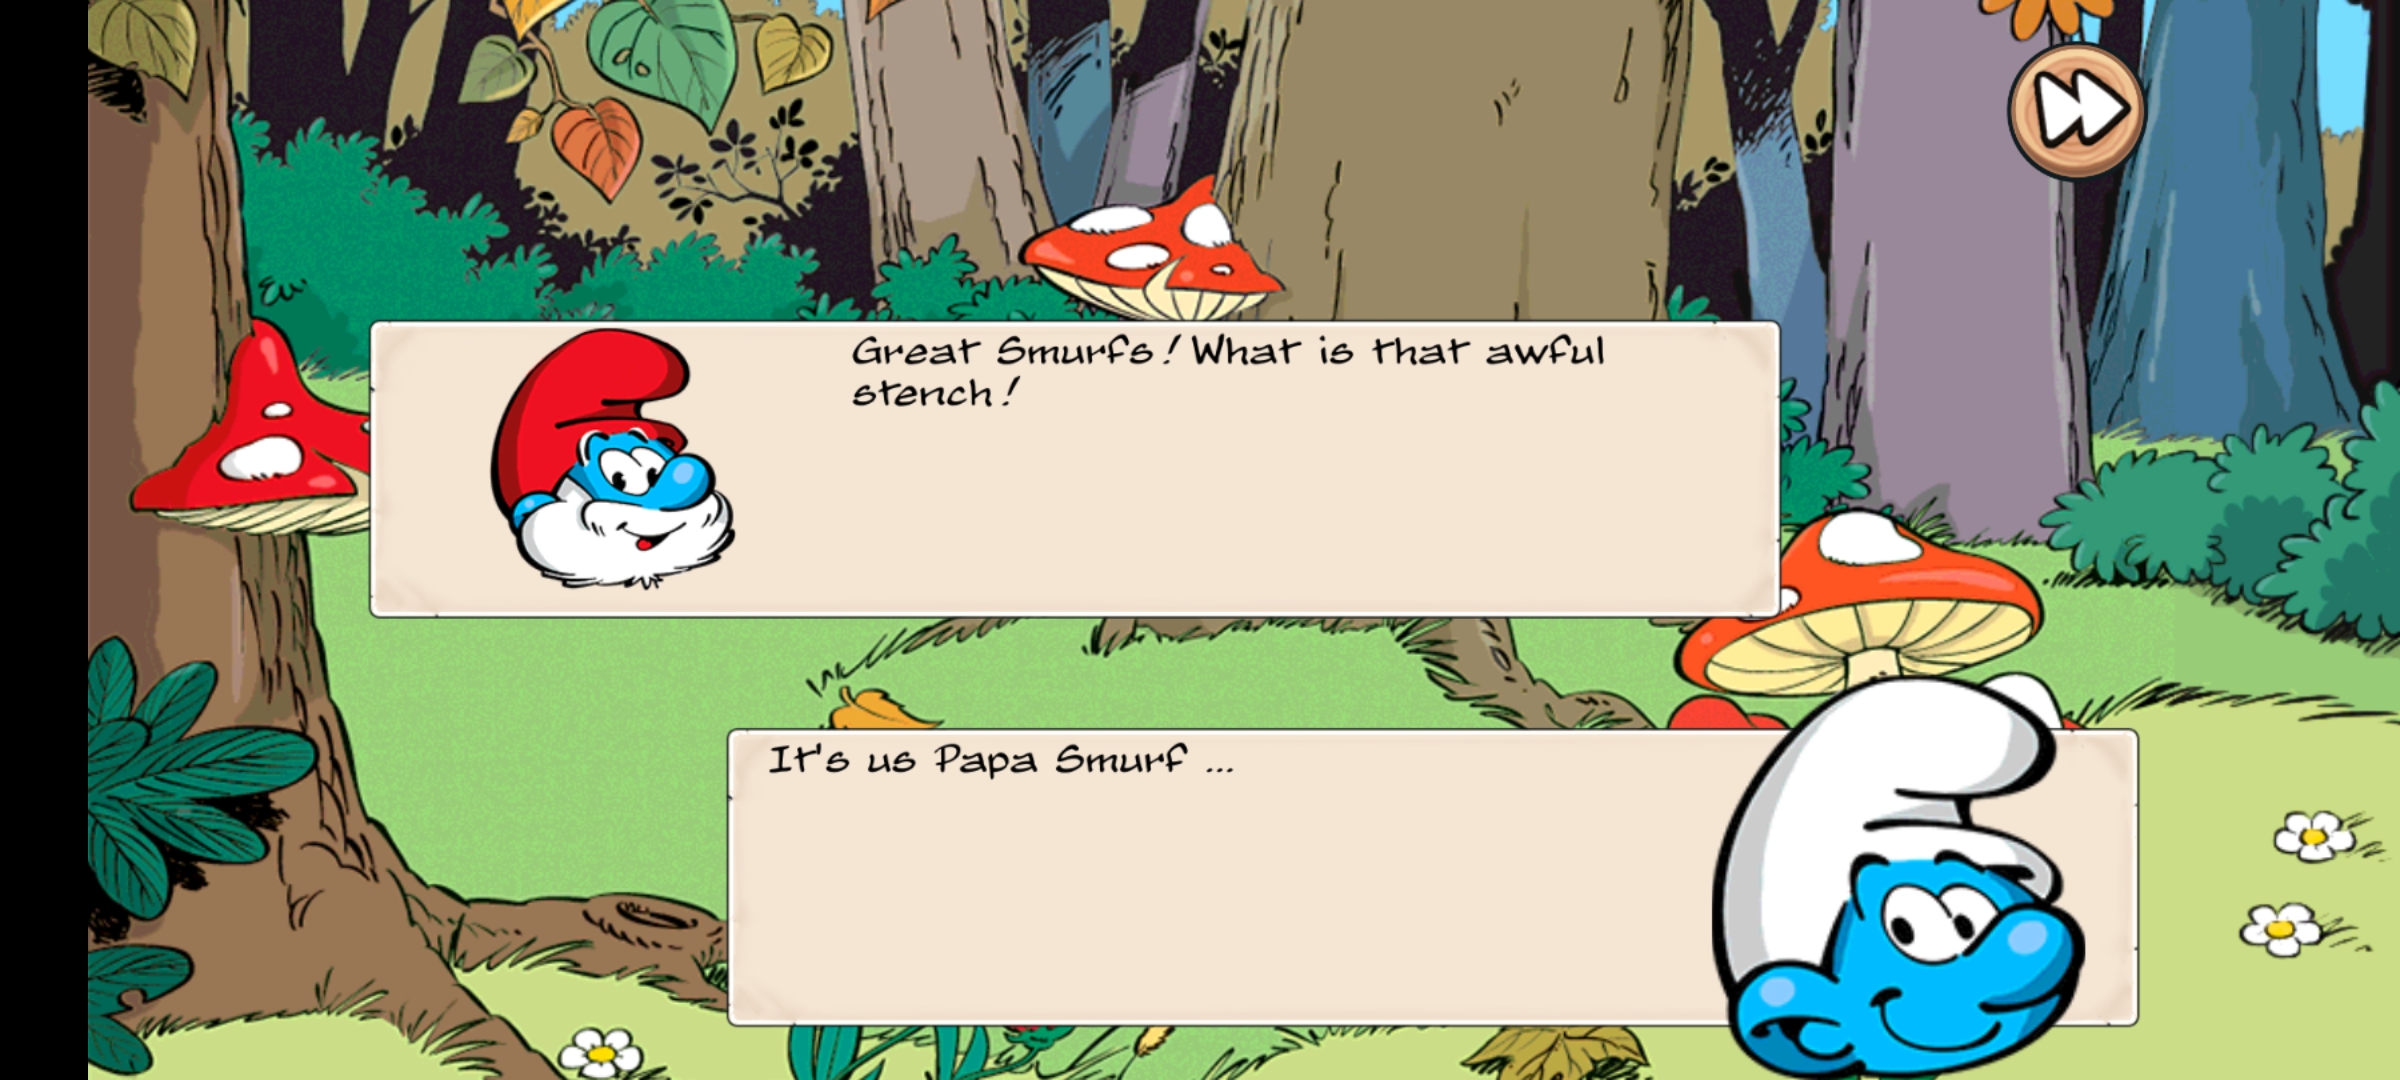 Great Smurfs! What is that awful
stench!
It's us Papa Smurf ...